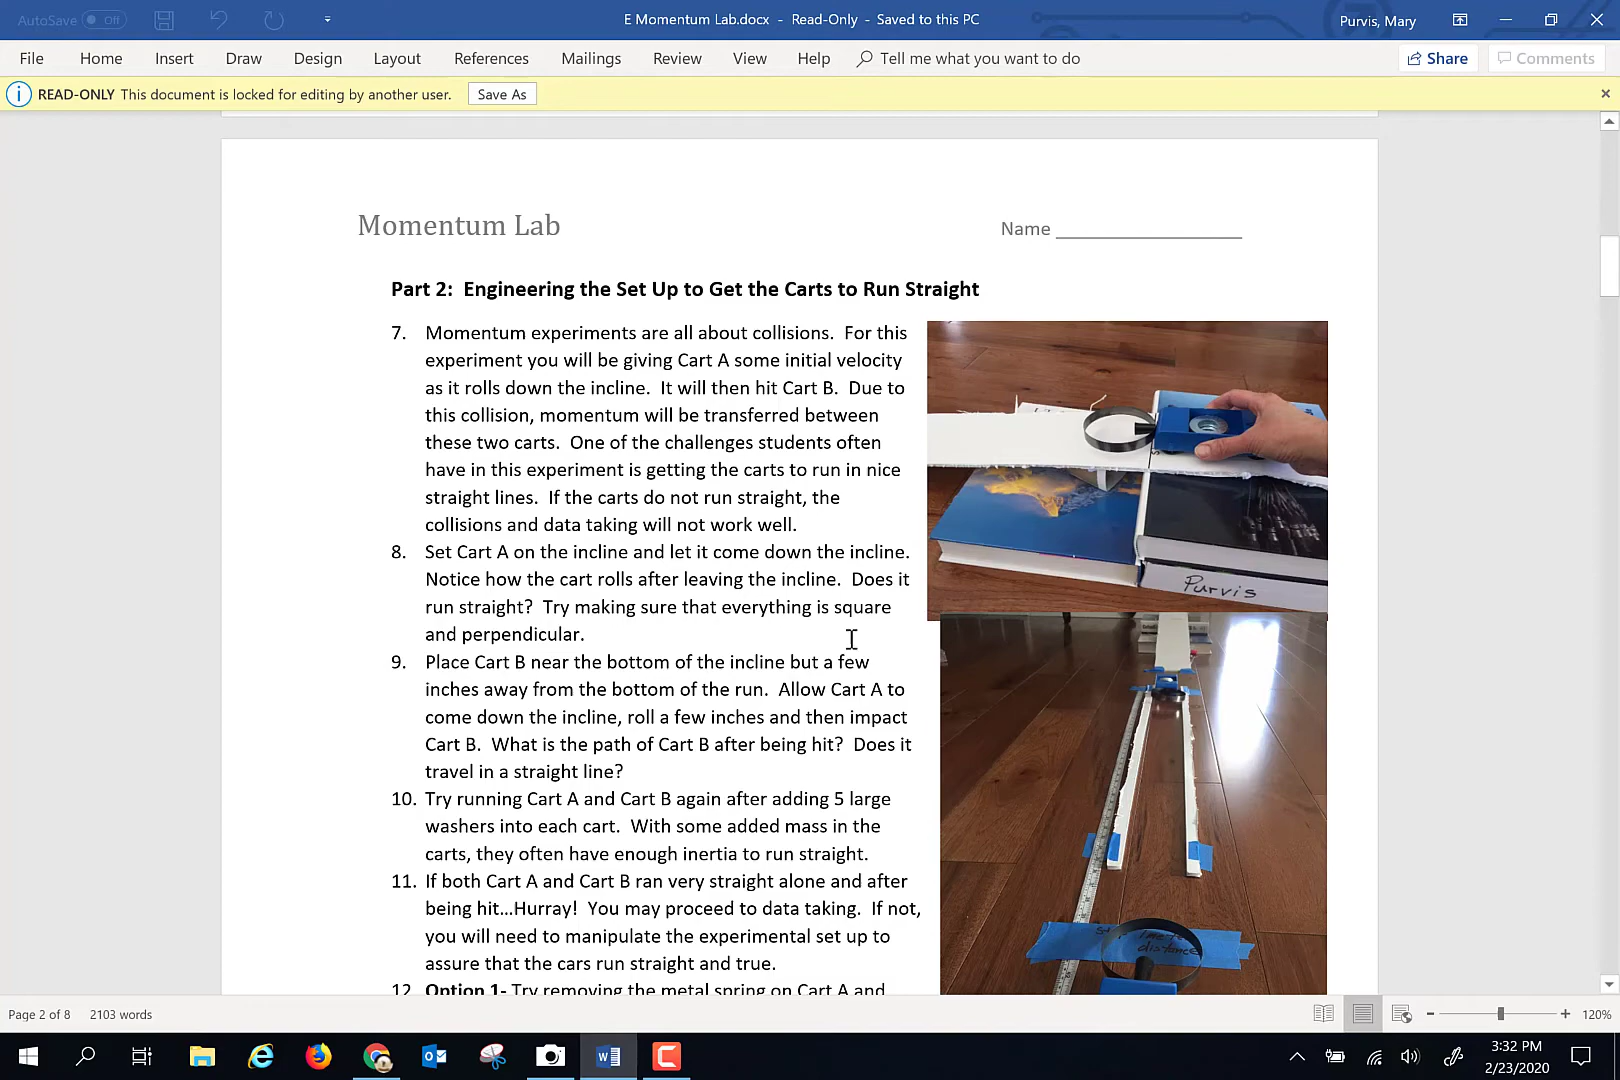 AutoSave Off
E Momentum Lab.docx - Read-Only - Saved to this PC
Purvis, Mary
File Home Insert Draw Design Layout References Mailings Review View Help Tell me what you want to do
Share Comments
READ-ONLY This document is locked for editing by another user. Save As
Momentum Lab
Name
Part 2: Engineering the Set Up to Get the Carts to Run Straight
7. Momentum experiments are all about collisions. For this
experiment you will be giving Cart A some initial velocity
as it rolls down the incline. It will then hit Cart B. Due to
this collision, momentum will be transferred between
these two carts. One of the challenges students often
have in this experiment is getting the carts to run in nice
straight lines. If the carts do not run straight, the
collisions and data taking will not work well.
8. Set Cart A on the incline and let it come down the incline.
Notice how the cart rolls after leaving the incline. Does it
run straight? Try making sure that everything is square
and perpendicular.
9. Place Cart B near the bottom of the incline but a few
inches away from the bottom of the run. Allow Cart A to
come down the incline, roll a few inches and then impact
Cart B. What is the path of Cart B after being hit? Does it
travel in a straight line?
10. Try running Cart A and Cart B again after adding 5 large
washers into each cart. With some added mass in the
carts, they often have enough inertia to run straight.
11. If both Cart A and Cart B ran very straight alone and after
being hit...Hurray! You may proceed to data taking. If not,
you will need to manipulate the experimental set up to
assure that the cars run straight and true.
12. Option 1- Try removing the metal spring on Cart A and
Purvis
distance
Page 2 of 8 2103 words
120%
3:32 PM
2/23/2020